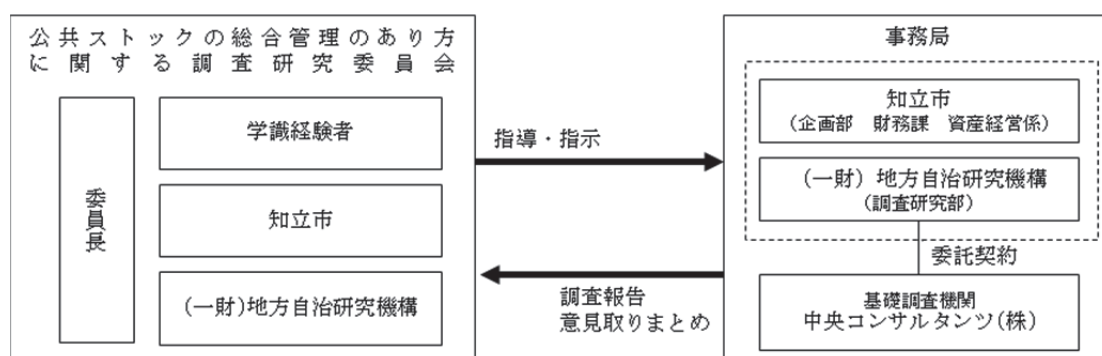 公共ストックの総合管理のあり方
に関する調査研究委員会
委員長
学識経験者
知立市
(一財)地方自治研究機構
指導・指示
調査報告
意見取りまとめ
事務局
知立市
(企画部 財務課 資産経営係)
(一財) 地方自治研究機構
(調査研究部)
委託契約
基礎調査機関
中央コンサルタンツ(株)